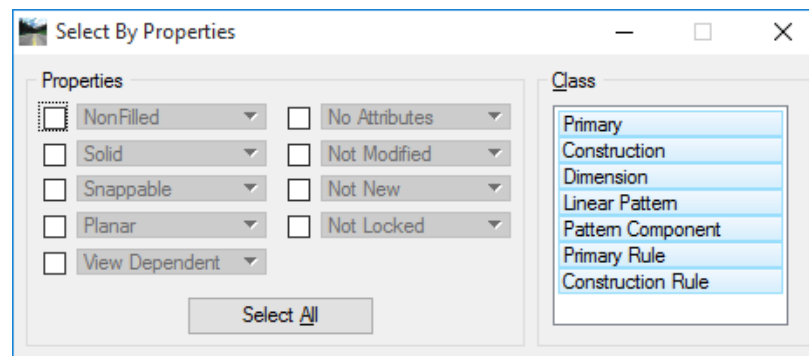 Select By Properties
Properties
NonFilled
No Attributes
Solid
Not Modified
Snappable
Not New
Planar
Not Locked
View Dependent
Select All
Class
Primary
Construction
Dimension
Linear Pattern
Pattern Component
Primary Rule
Construction Rule